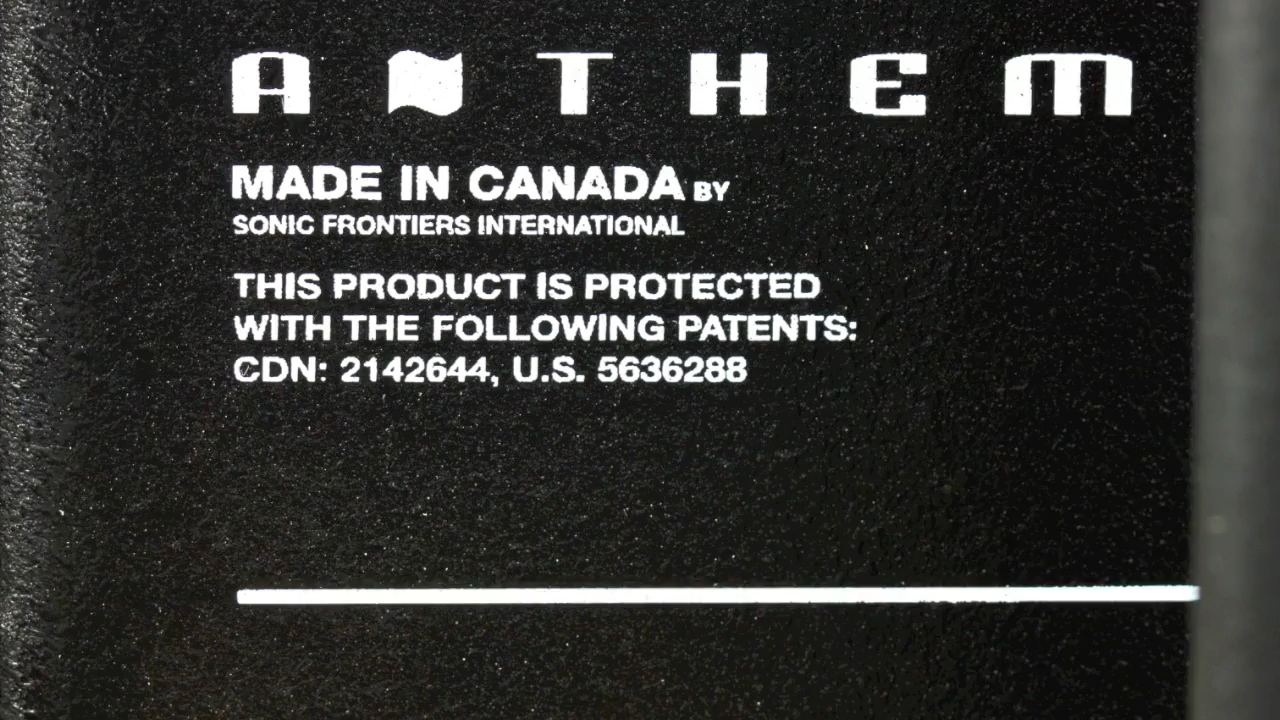 ANTHEM
MADE IN CANADA BY
SONIC FRONTIERS INTERNATIONAL
THIS PRODUCT IS PROTECTED
WITH THE FOLLOWING PATENTS:
CDN: 2142644, U.S. 5636288